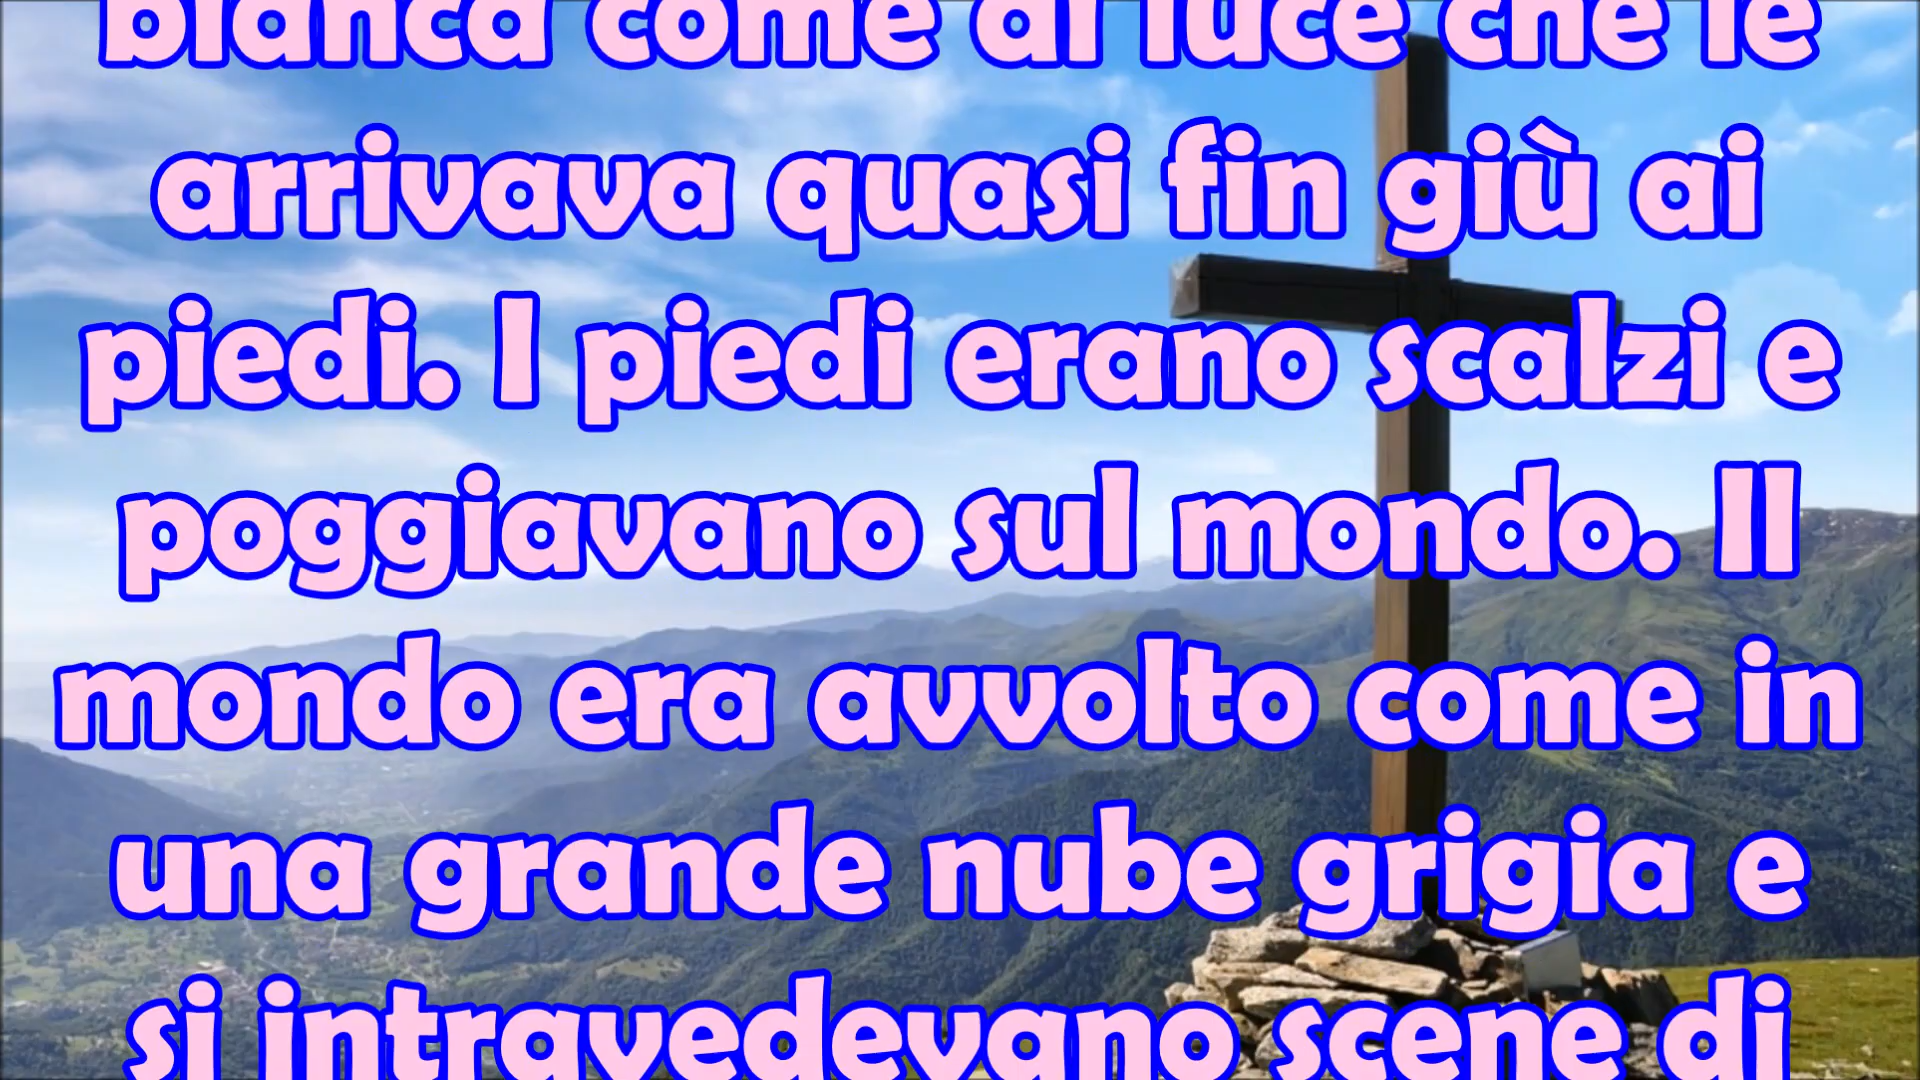 bianca come di luce che le
arrivava quasi fin giù ai
piedi. I piedi erano scalzi e
poggiavano sul mondo. Il
mondo era avvolto come in
una grande nube grigia e
si intravedevano scene di